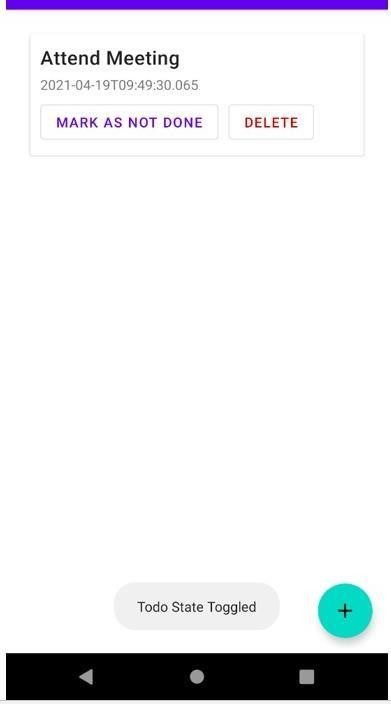 Attend Meeting
2021-04-19T09:49:30.065
MARK AS NOT DONE DELETE
Todo State Toggled
+